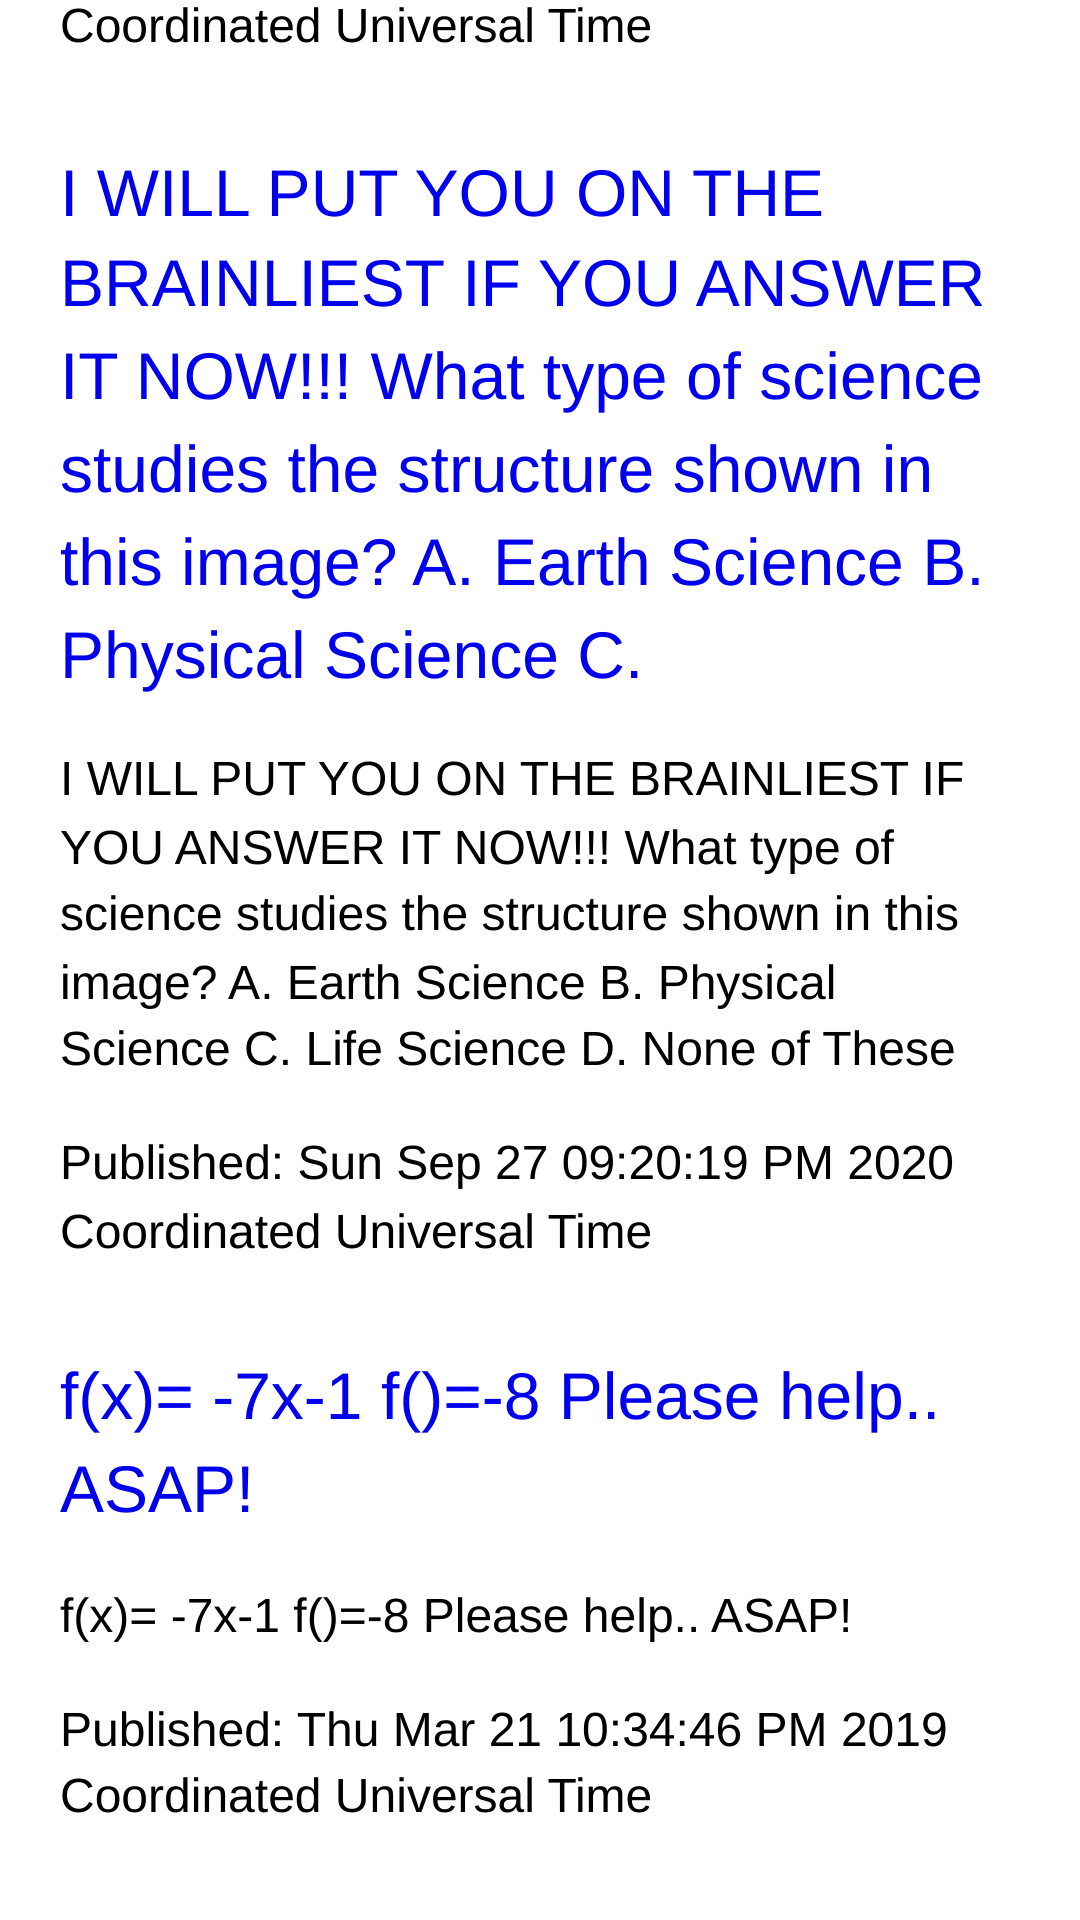 Coordinated Universal Time
I WILL PUT YOU ON THE
BRAINLIEST IF YOU ANSWER
IT NOW!!! What type of science
studies the structure shown in
this image? A. Earth Science B.
Physical Science C.
I WILL PUT YOU ON THE BRAINLIEST IF
YOU ANSWER IT NOW!!! What type of
science studies the structure shown in this
image? A. Earth Science B. Physical
Science C. Life Science D. None of These
Published: Sun Sep 27 09:20:19 PM 2020
Coordinated Universal Time
f(x)= -7x-1 f()=-8 Please help..
ASAP!
f(x)= -7x-1 f()=-8 Please help.. ASAP!
Published: Thu Mar 21 10:34:46 PM 2019
Coordinated Universal Time